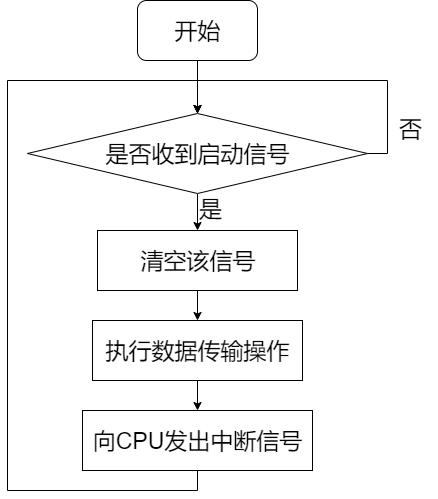 开始
是否收到启动信号
否
是
清空该信号
执行数据传输操作
向CPU发出中断信号